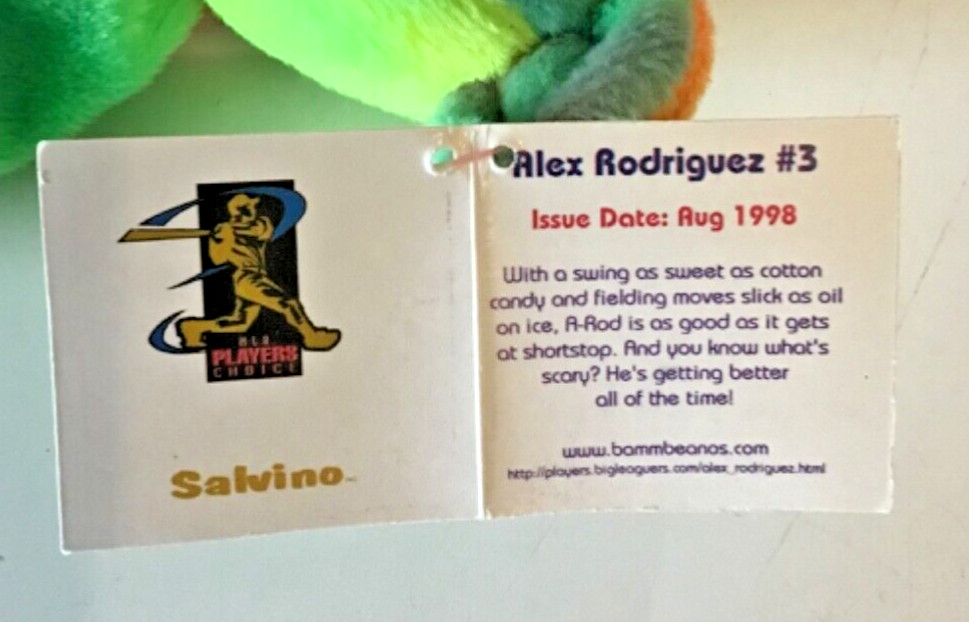 MLB
PLAYERS
CHOICE
Salvino™
Alex Rodriguez #3
Issue Date: Aug 1998
With a swing as sweet as cotton
candy and fielding moves slick as oil
on ice, A-Rod is as good as it gets
at shortstop. And you know what's
scary? He's getting better
all of the time!
www.bammbeanos.com
http://players.bigleaguers.com/alex_rodriguez.html